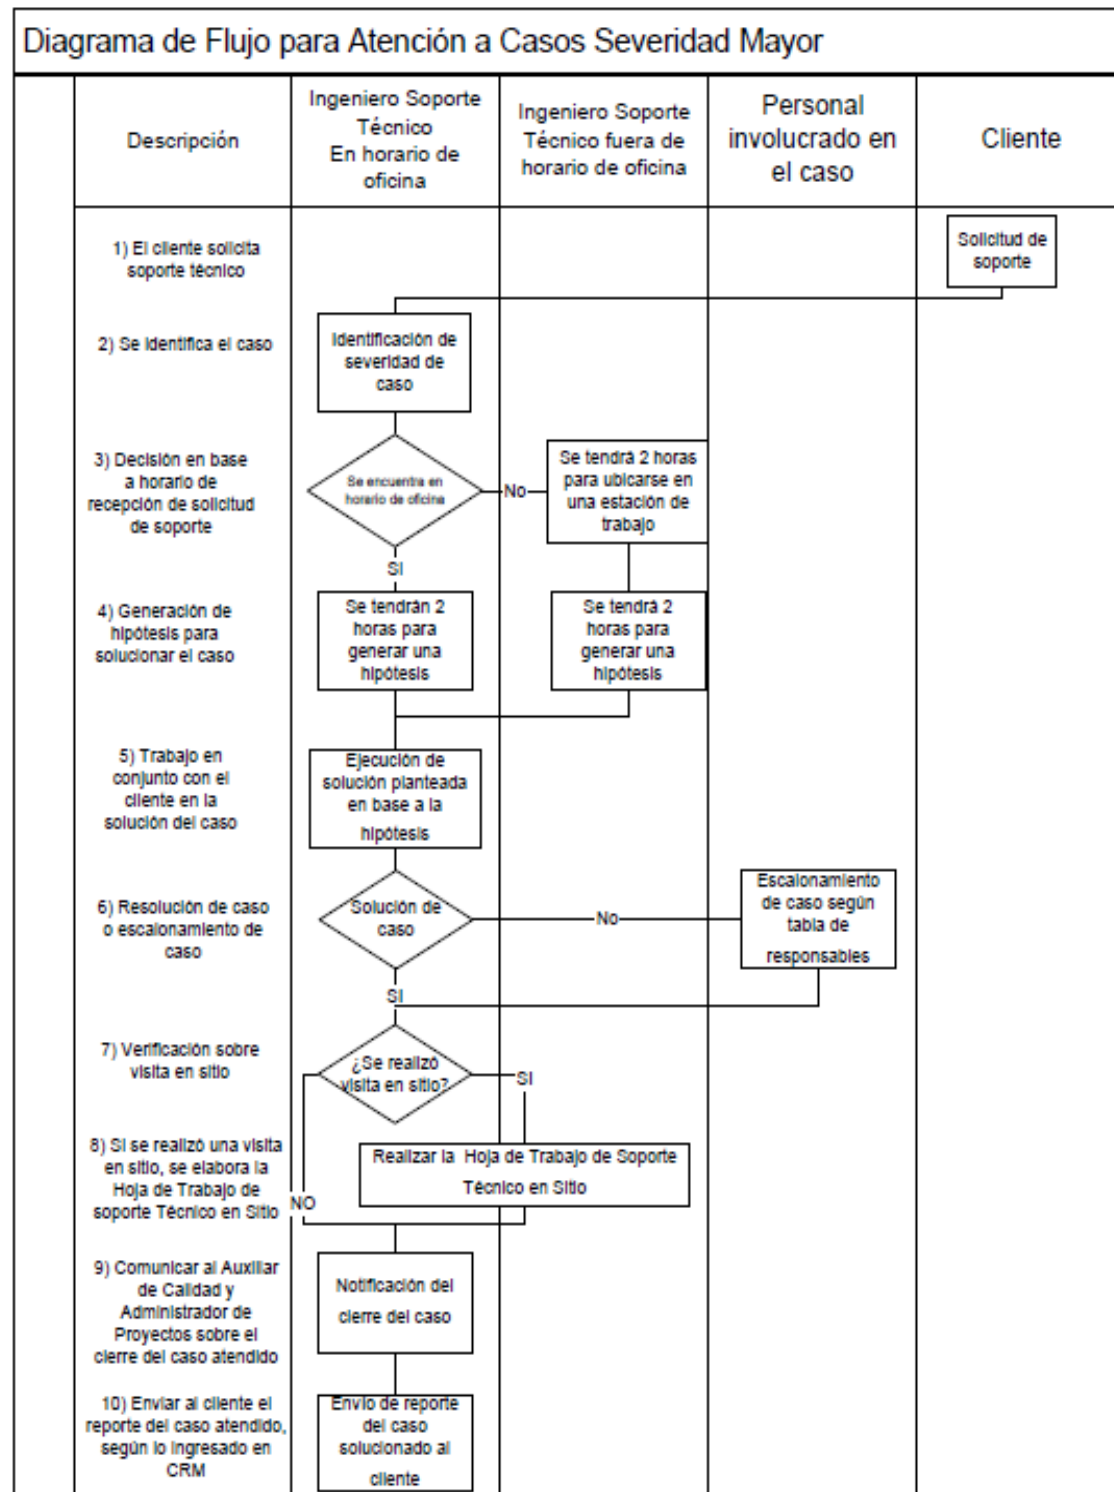 Diagrama de Flujo para Atención a Casos Severidad Mayor
Descripción
Ingeniero Soporte
Técnico
En horario de
oficina
Ingeniero Soporte
Técnico fuera de
horario de oficina
Personal
involucrado en
el caso
Cliente
1) El cliente solicita
soporte técnico
Solicitud de
soporte
2) Se identifica el caso
Identificación de
severidad de
caso
3) Decisión en base
a horario de
recepción de solicitud
de soporte
Se encuentra en
horario de oficina
No
Se tendrá 2 horas
para ubicarse en
una estación de
trabajo
SI
4) Generación de
hipótesis para
solucionar el caso
Se tendrán 2
horas para
generar una
hipótesis
Se tendrá 2
horas para
generar una
hipótesis
5) Trabajo en
conjunto con el
cliente en la
solución del caso
Ejecución de
solución planteada
en base a la
hipótesis
6) Resolución de caso
o escalonamiento de
caso
Solución de
caso
No
Escalonamiento
de caso según
tabla de
responsables
SI
7) Verificación sobre
visita en sitio
¿Se realizó
visita en sitio?
SI
8) Si se realizó una visita
en sitio, se elabora la
Hoja de Trabajo de
soporte Técnico en Sitio
NO
Realizar la Hoja de Trabajo de Soporte
Técnico en Sitio
9) Comunicar al Auxiliar
de Calidad y
Administrador de
Proyectos sobre el
cierre del caso atendido
Notificación del
cierre del caso
10) Enviar al cliente el
reporte del caso atendido,
según lo ingresado en
CRM
Envío de reporte
del caso
solucionado al
cliente